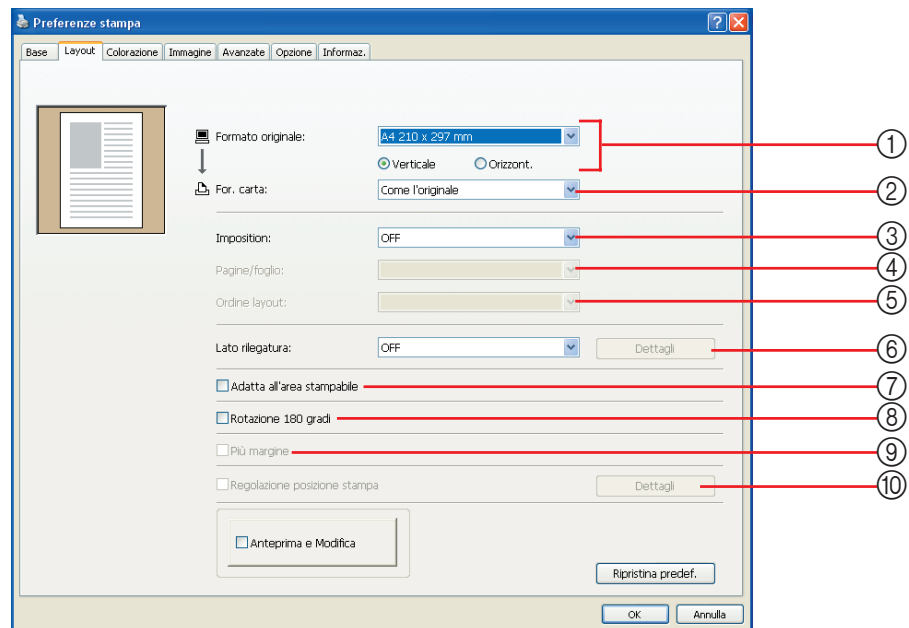 Preferenze stampa
Base Layout Colorazione Immagine Avanzate Opzione Informaz.
Formato originale: A4 210 x 297 mm ①
Verticale Orizzont.
For. carta: Come l'originale ②
Imposition: OFF ③
Pagine/foglio: ④
Ordine layout: ⑤
Lato rilegatura: OFF Dettagli ⑥
Adatta all'area stampabile ⑦
Rotazione 180 gradi ⑧
Più margine ⑨
Regolazione posizione stampa Dettagli ⑩
Anteprima e Modifica
Ripristina predef.
OK Annulla